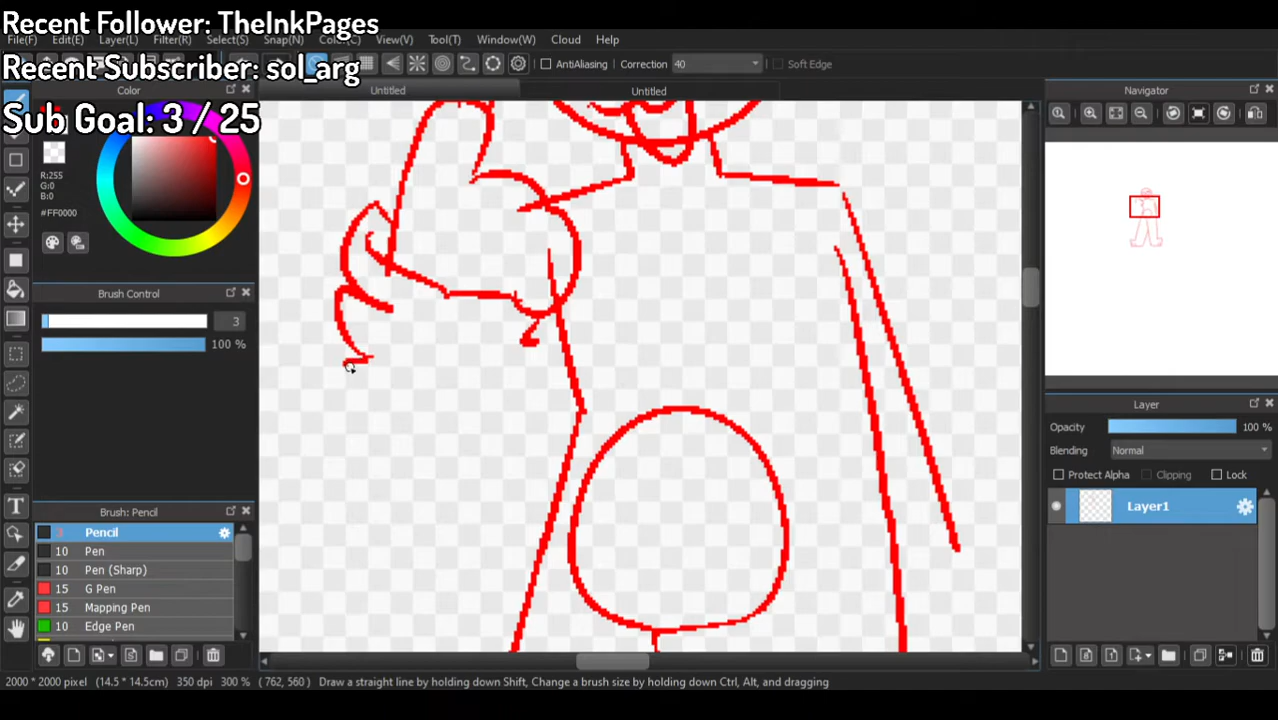 Recent Follower: TheInkPages
File(F) Edit(E) Layer(L) Filter(R) Select(S) Snap(N) Color(C) View(V) Tool(T) Window(W) Cloud Help
Recent Subscriber: sol_arg
AntiAliasing Correction 40 Soft Edge
Color
Untitled Untitled
Navigator
Sub Goal: 3 / 25
R:255
G:0
B:0
#FF0000
Brush Control
3
100 %
Layer
Opacity 100 %
Blending Normal
Protect Alpha Clipping Lock
Layer1
Brush: Pencil
3 Pencil
10 Pen
10 Pen (Sharp)
15 G Pen
15 Mapping Pen
10 Edge Pen
2000 * 2000 pixel (14.5 * 14.5cm) 350 dpi 300 % ( 762, 560 ) Draw a straight line by holding down Shift, Change a brush size by holding down Ctrl, Alt, and dragging